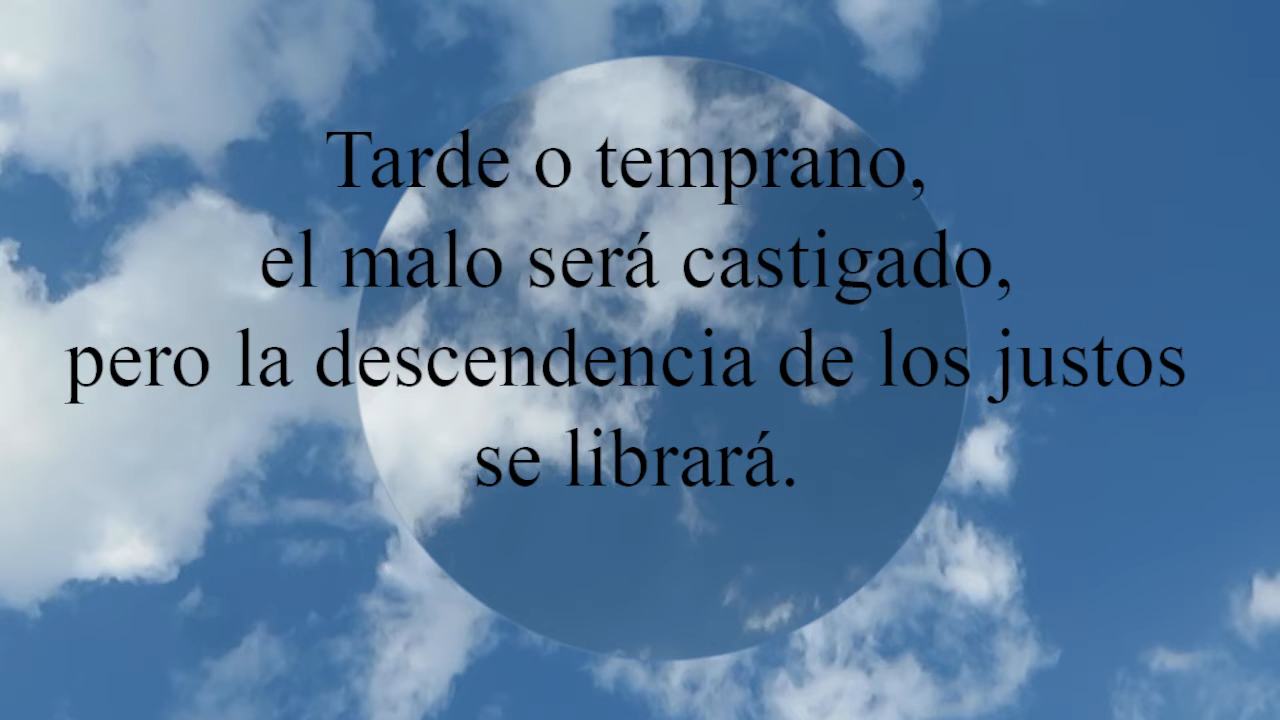 Tarde o temprano,
el malo será castigado,
pero la descendencia de los justos
se librará.